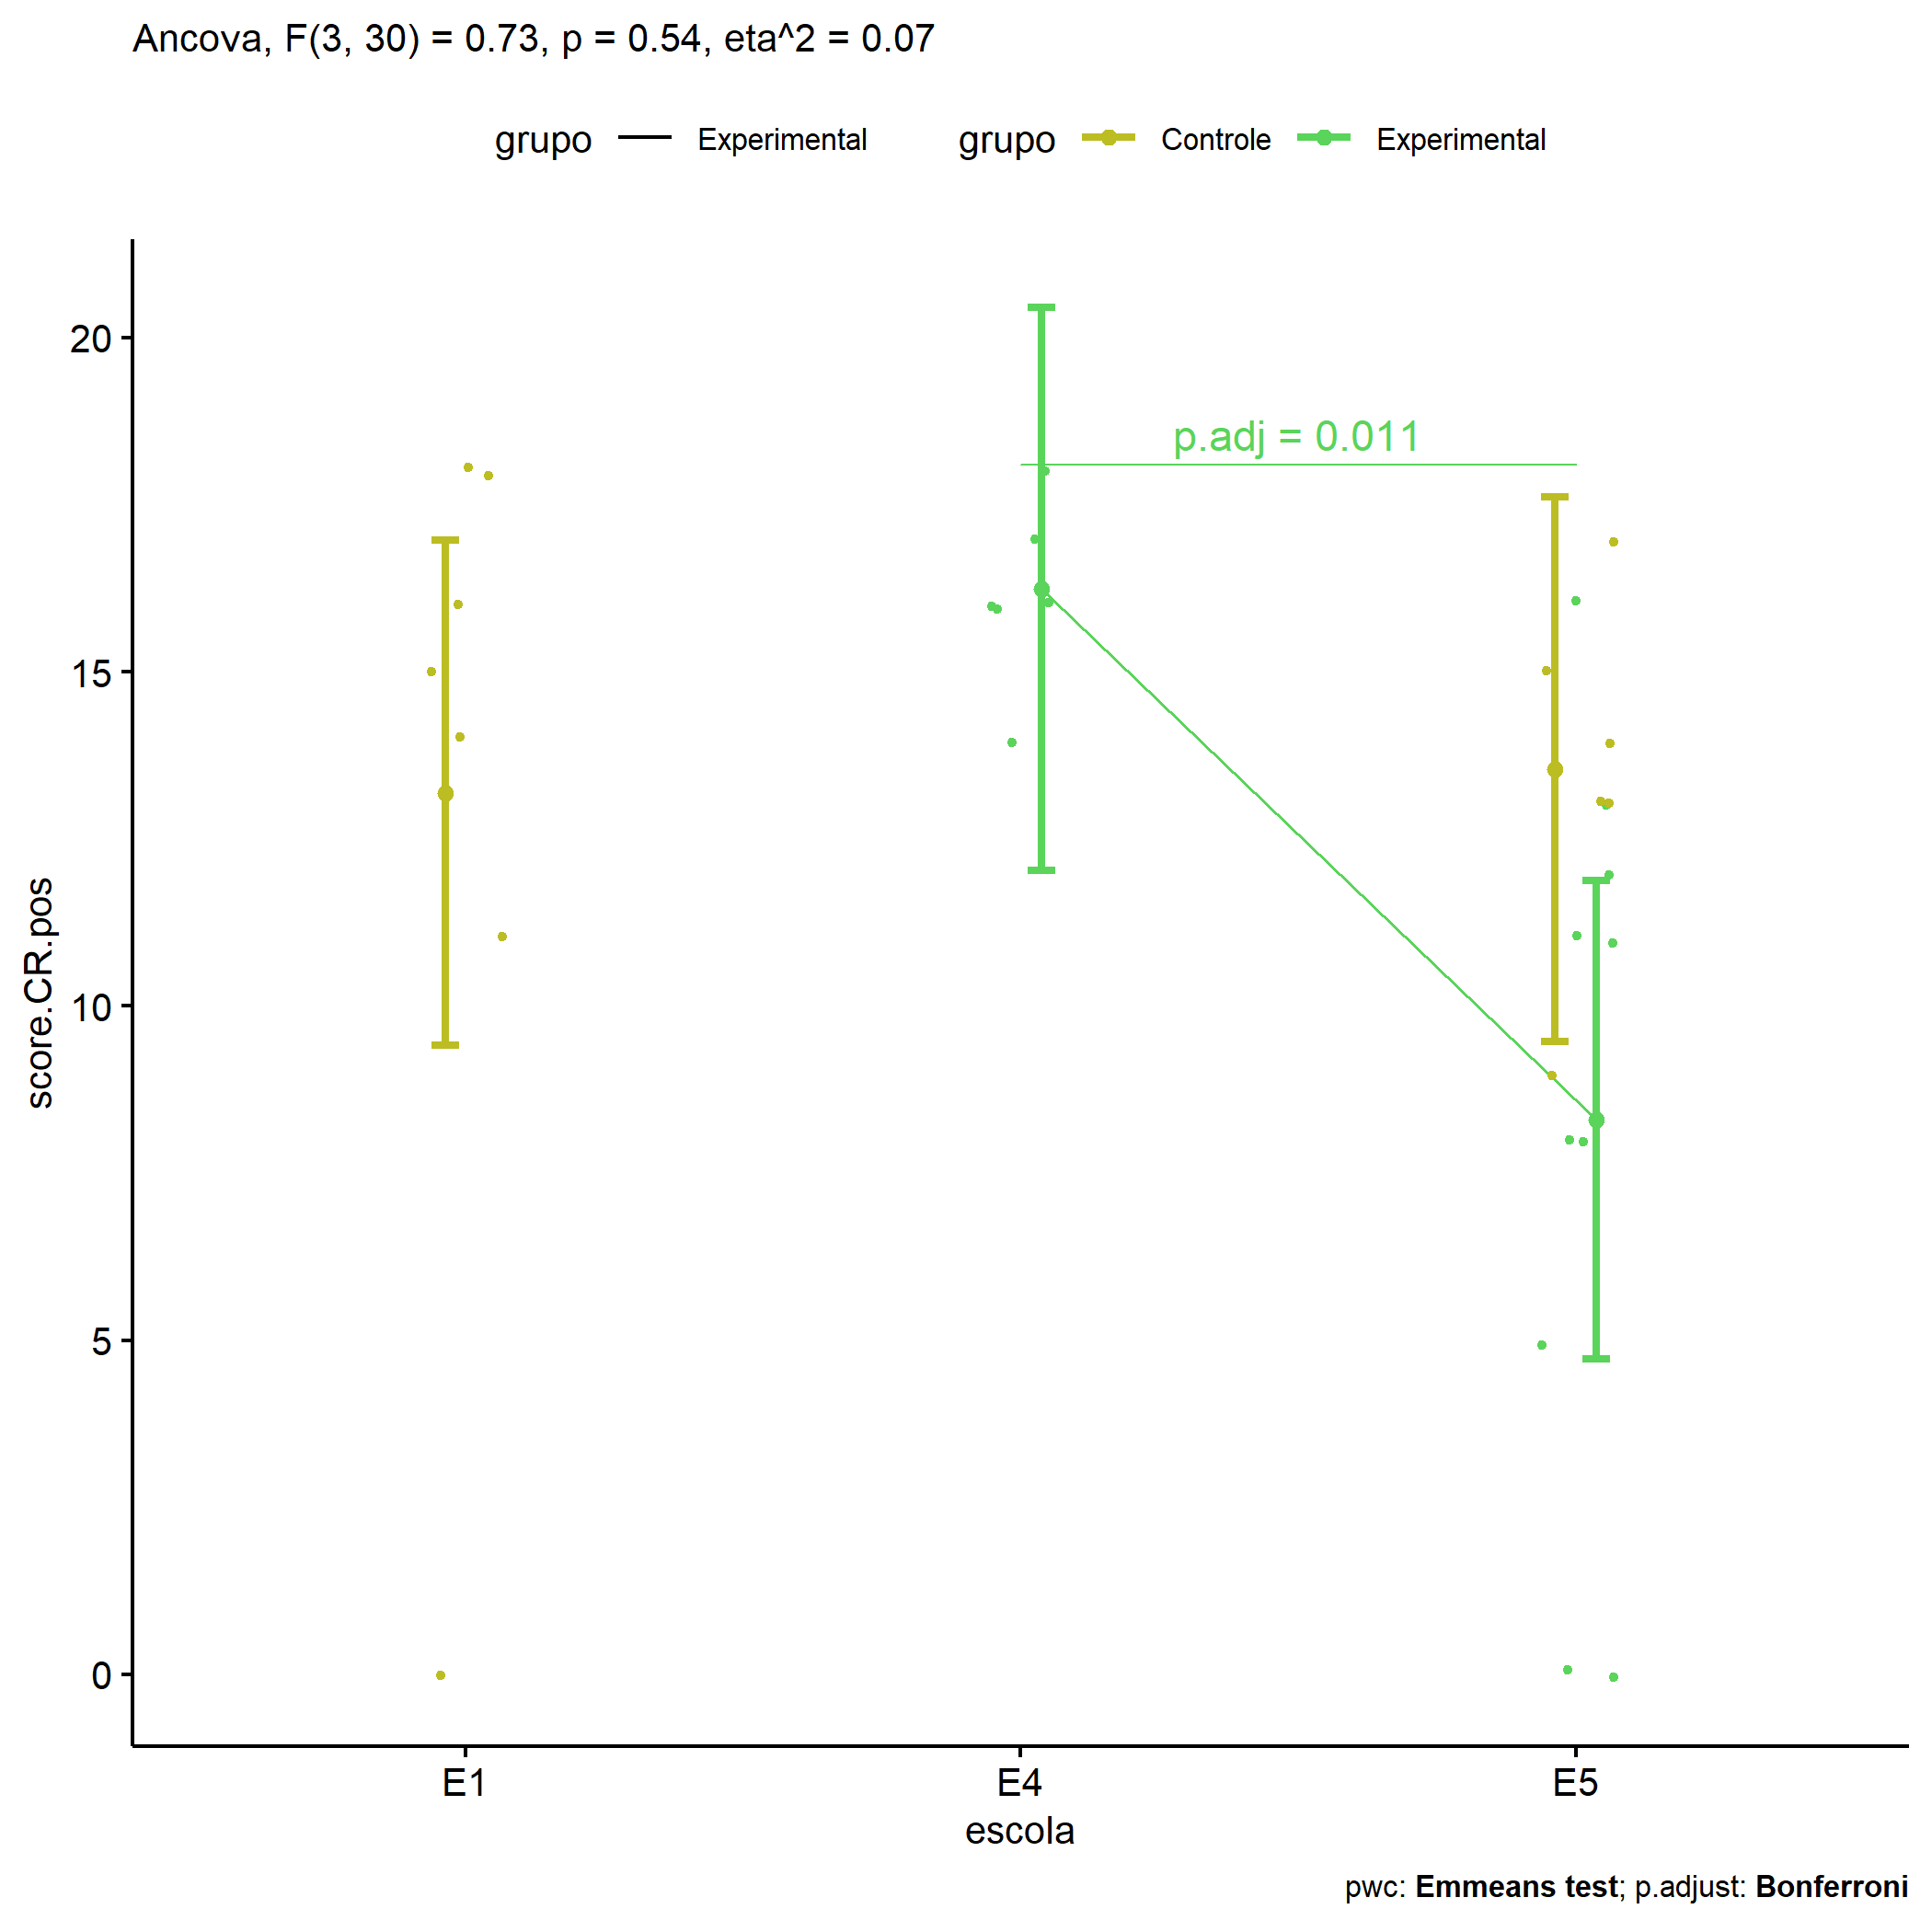 Ancova, F(3, 30) = 0.73, p = 0.54, eta^2 = 0.07
grupo Experimental grupo Controle Experimental
p.adj = 0.011
20
15
10
5
0
score.CR.pos
E1 E4 E5
escola
pwc: Emmeans test; p.adjust: Bonferroni